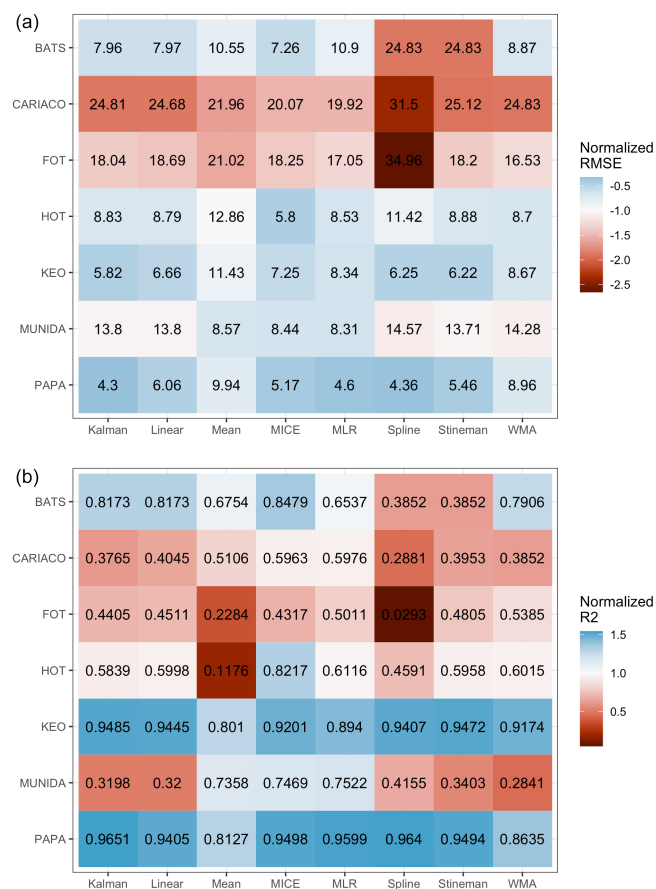 (a)
BATS 7.96 7.97 10.55 7.26 10.9 24.83 24.83 8.87
CARIACO 24.81 24.68 21.96 20.07 19.92 31.5 25.12 24.83
FOT 18.04 18.69 21.02 18.25 17.05 34.96 18.2 16.53
HOT 8.83 8.79 12.86 5.8 8.53 11.42 8.88 8.7
KEO 5.82 6.66 11.43 7.25 8.34 6.25 6.22 8.67
MUNIDA 13.8 13.8 8.57 8.44 8.31 14.57 13.71 14.28
PAPA 4.3 6.06 9.94 5.17 4.6 4.36 5.46 8.96
Kalman Linear Mean MICE MLR Spline Stineman WMA
Normalized
RMSE
-0.5
-1.0
-1.5
-2.0
-2.5
(b)
BATS 0.8173 0.8173 0.6754 0.8479 0.6537 0.3852 0.3852 0.7906
CARIACO 0.3765 0.4045 0.5106 0.5963 0.5976 0.2881 0.3953 0.3852
FOT 0.4405 0.4511 0.2284 0.4317 0.5011 0.0293 0.4805 0.5385
HOT 0.5839 0.5998 0.1176 0.8217 0.6116 0.4591 0.5958 0.6015
KEO 0.9485 0.9445 0.801 0.9201 0.894 0.9407 0.9472 0.9174
MUNIDA 0.3198 0.32 0.7358 0.7469 0.7522 0.4155 0.3403 0.2841
PAPA 0.9651 0.9405 0.8127 0.9498 0.9599 0.964 0.9494 0.8635
Kalman Linear Mean MICE MLR Spline Stineman WMA
Normalized
R2
1.5
1.0
0.5